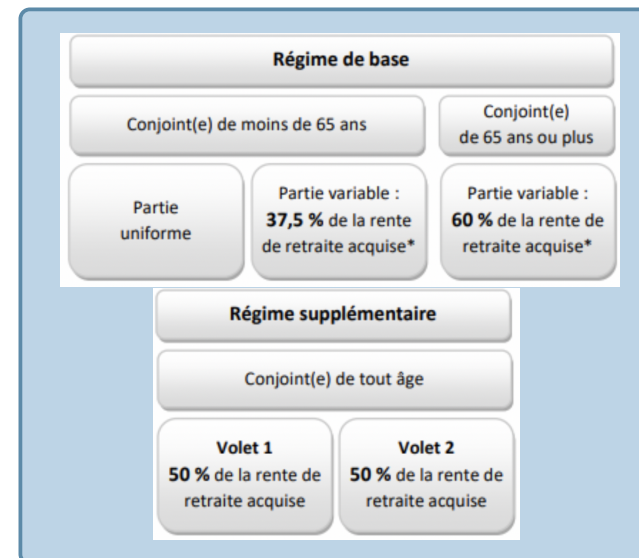 Régime de base
Conjoint(e) de moins de 65 ans
Conjoint(e)
de 65 ans ou plus
Partie
uniforme
Partie variable :
37,5 % de la rente
de retraite acquise*
Partie variable :
60 % de la rente de
retraite acquise*
Régime supplémentaire
Conjoint(e) de tout âge
Volet 1
50 % de la rente de
retraite acquise
Volet 2
50 % de la rente de
retraite acquise